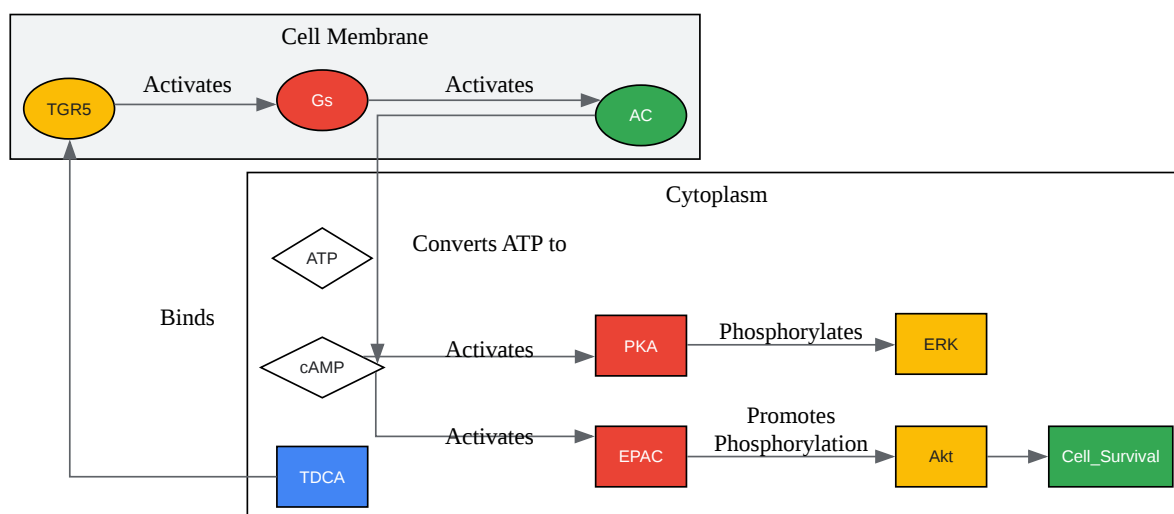 Cell Membrane
TGR5
Activates
Gs
Activates
AC
Cytoplasm
ATP
Converts ATP to
Binds
cAMP
Activates
PKA
Phosphorylates
ERK
TDCA
Activates
EPAC
Promotes
Phosphorylation
Akt
Cell_Survival